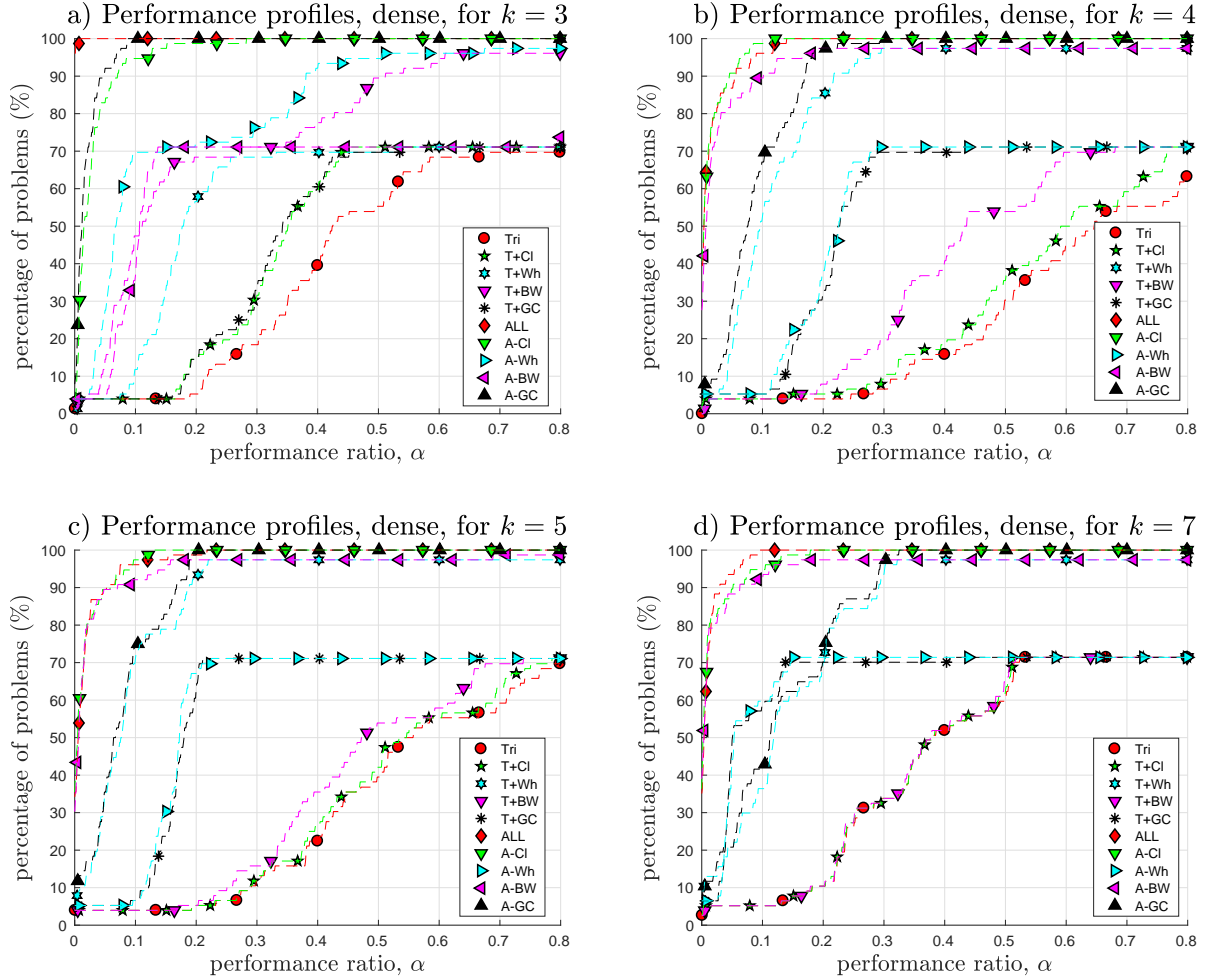 a) Performance profiles, dense, for k = 3
percentage of problems (%)
100
90
80
70
60
50
40
30
20
10
0
0 0.1 0.2 0.3 0.4 0.5 0.6 0.7 0.8
performance ratio, α
Tri
T+Cl
T+Wh
T+BW
T+GC
ALL
A-Cl
A-Wh
A-BW
A-GC
b) Performance profiles, dense, for k = 4
percentage of problems (%)
100
90
80
70
60
50
40
30
20
10
0
0 0.1 0.2 0.3 0.4 0.5 0.6 0.7 0.8
performance ratio, α
Tri
T+Cl
T+Wh
T+BW
T+GC
ALL
A-Cl
A-Wh
A-BW
A-GC
c) Performance profiles, dense, for k = 5
percentage of problems (%)
100
90
80
70
60
50
40
30
20
10
0
0 0.1 0.2 0.3 0.4 0.5 0.6 0.7 0.8
performance ratio, α
Tri
T+Cl
T+Wh
T+BW
T+GC
ALL
A-Cl
A-Wh
A-BW
A-GC
d) Performance profiles, dense, for k = 7
percentage of problems (%)
100
90
80
70
60
50
40
30
20
10
0
0 0.1 0.2 0.3 0.4 0.5 0.6 0.7 0.8
performance ratio, α
Tri
T+Cl
T+Wh
T+BW
T+GC
ALL
A-Cl
A-Wh
A-BW
A-GC